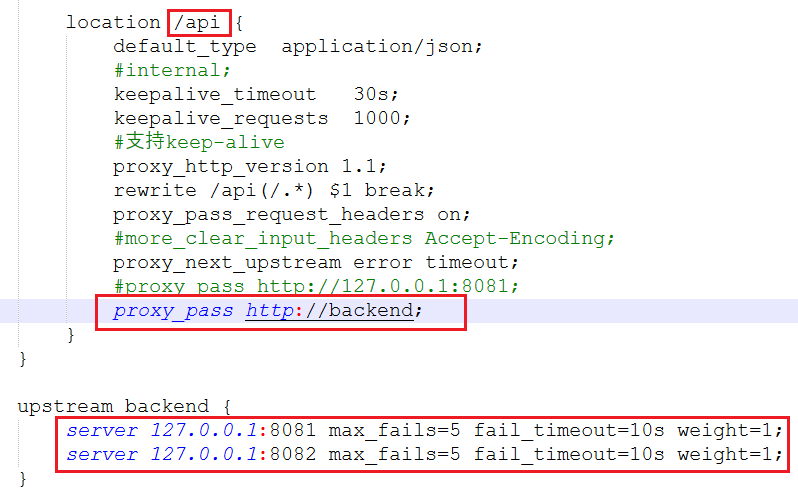 location /api {
default_type  application/json;
#internal;
keepalive_timeout   30s;
keepalive_requests  1000;
#支持keep-alive
proxy_http_version 1.1;
rewrite /api(/.*) $1 break;
proxy_pass_request_headers on;
#more_clear_input_headers Accept-Encoding;
proxy_next_upstream error timeout;
#proxy_pass http://127.0.0.1:8081;
proxy_pass http://backend;
}
}
upstream backend {
server 127.0.0.1:8081 max_fails=5 fail_timeout=10s weight=1;
server 127.0.0.1:8082 max_fails=5 fail_timeout=10s weight=1;
}